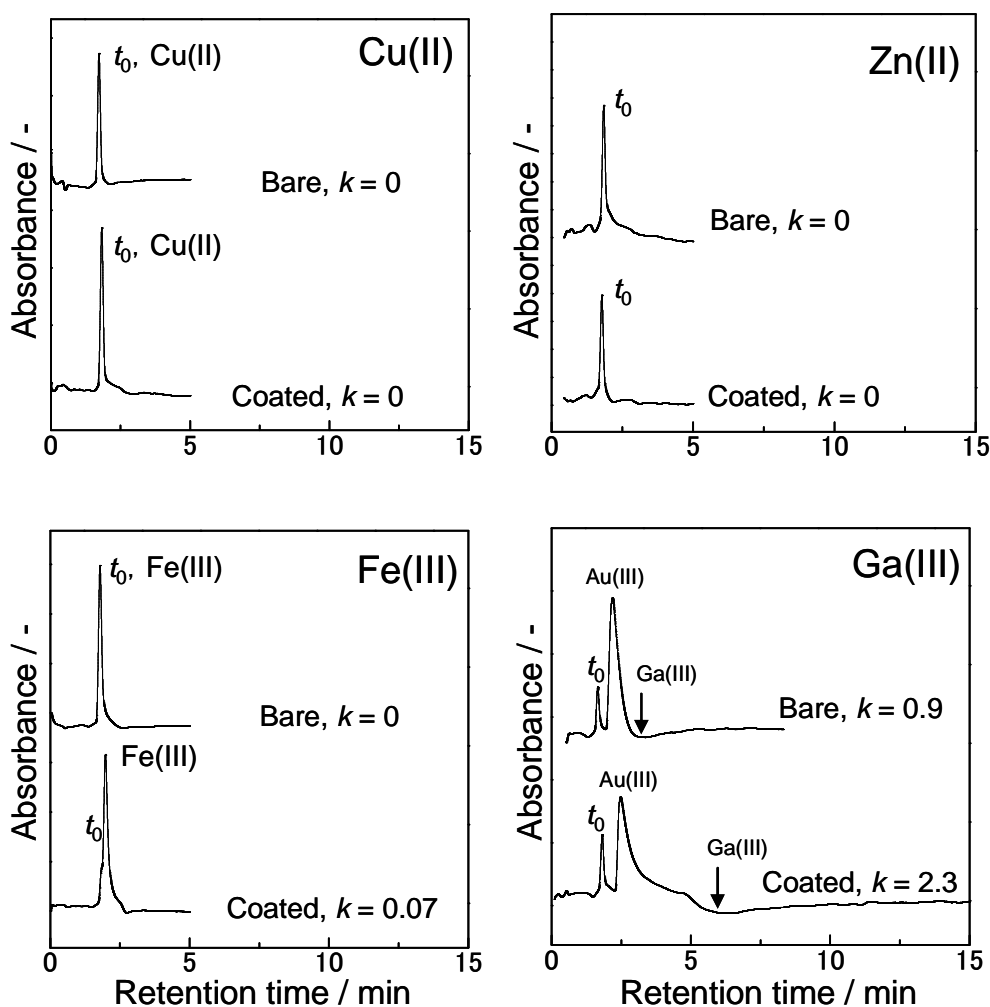 Cu(II)
t0, Cu(II)
Bare, k = 0
t0, Cu(II)
Coated, k = 0
Absorbance / -
0 5 10 15
Zn(II)
t0
Bare, k = 0
t0
Coated, k = 0
Absorbance / -
0 5 10 15
Fe(III)
t0, Fe(III)
Bare, k = 0
Fe(III)
t0
Coated, k = 0.07
Absorbance / -
0 5 10 15
Retention time / min
Ga(III)
Au(III)
t0
Ga(III)
Bare, k = 0.9
Au(III)
t0
Ga(III)
Coated, k = 2.3
Absorbance / -
0 5 10 15
Retention time / min